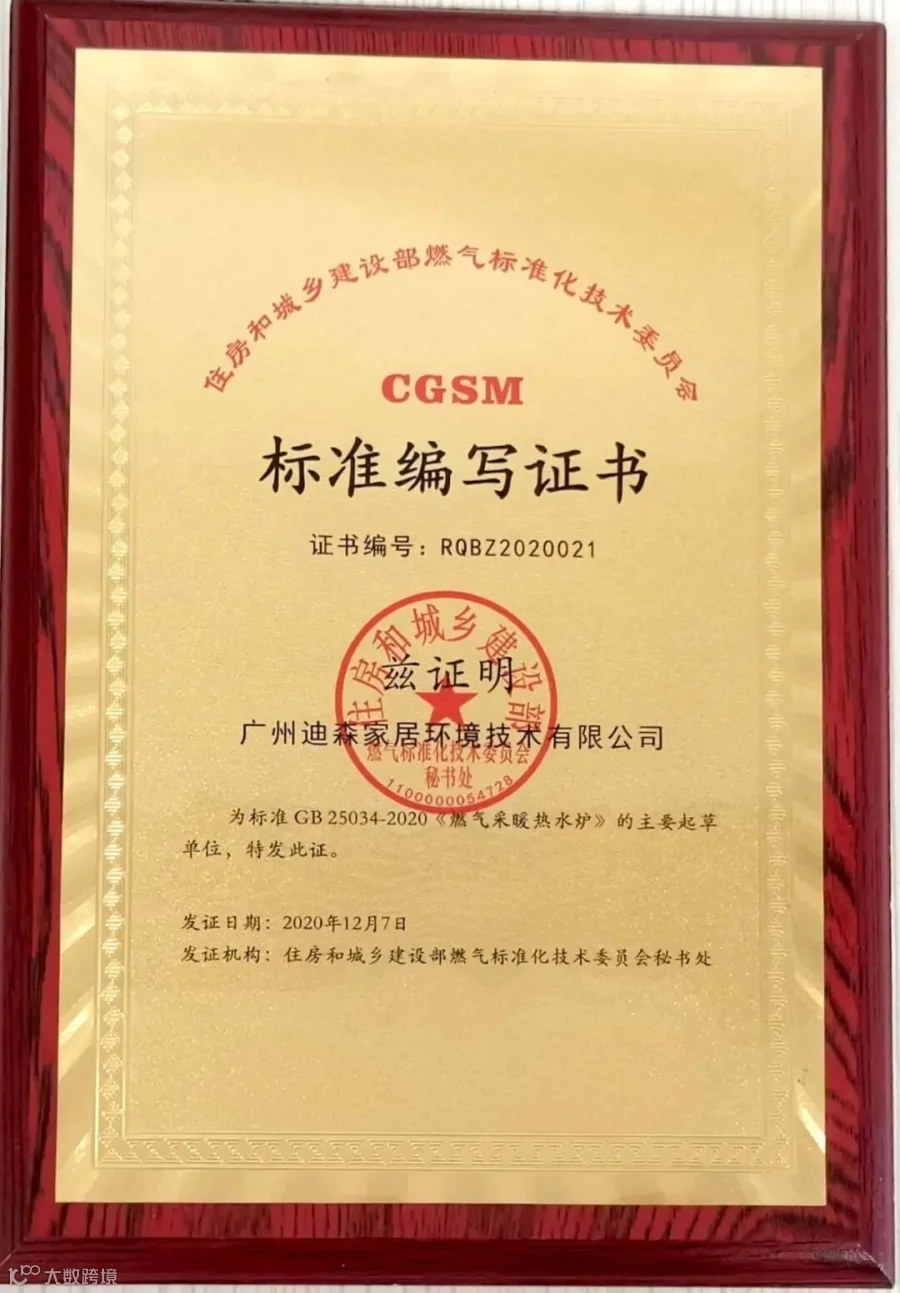 住房和城乡建设部燃气标准化技术委员会
CGSM
标准编写证书
证书编号：RQBZ2020021
住房和城乡建设部
兹证明
广州迪森家居环境技术有限公司
燃气标准化技术委员会
秘书处
1100000054728
为标准 GB 25034-2020《燃气采暖热水炉》的主要起草
单位，特发此证。
发证日期：2020年12月7日
发证机构：住房和城乡建设部燃气标准化技术委员会秘书处
大数跨境